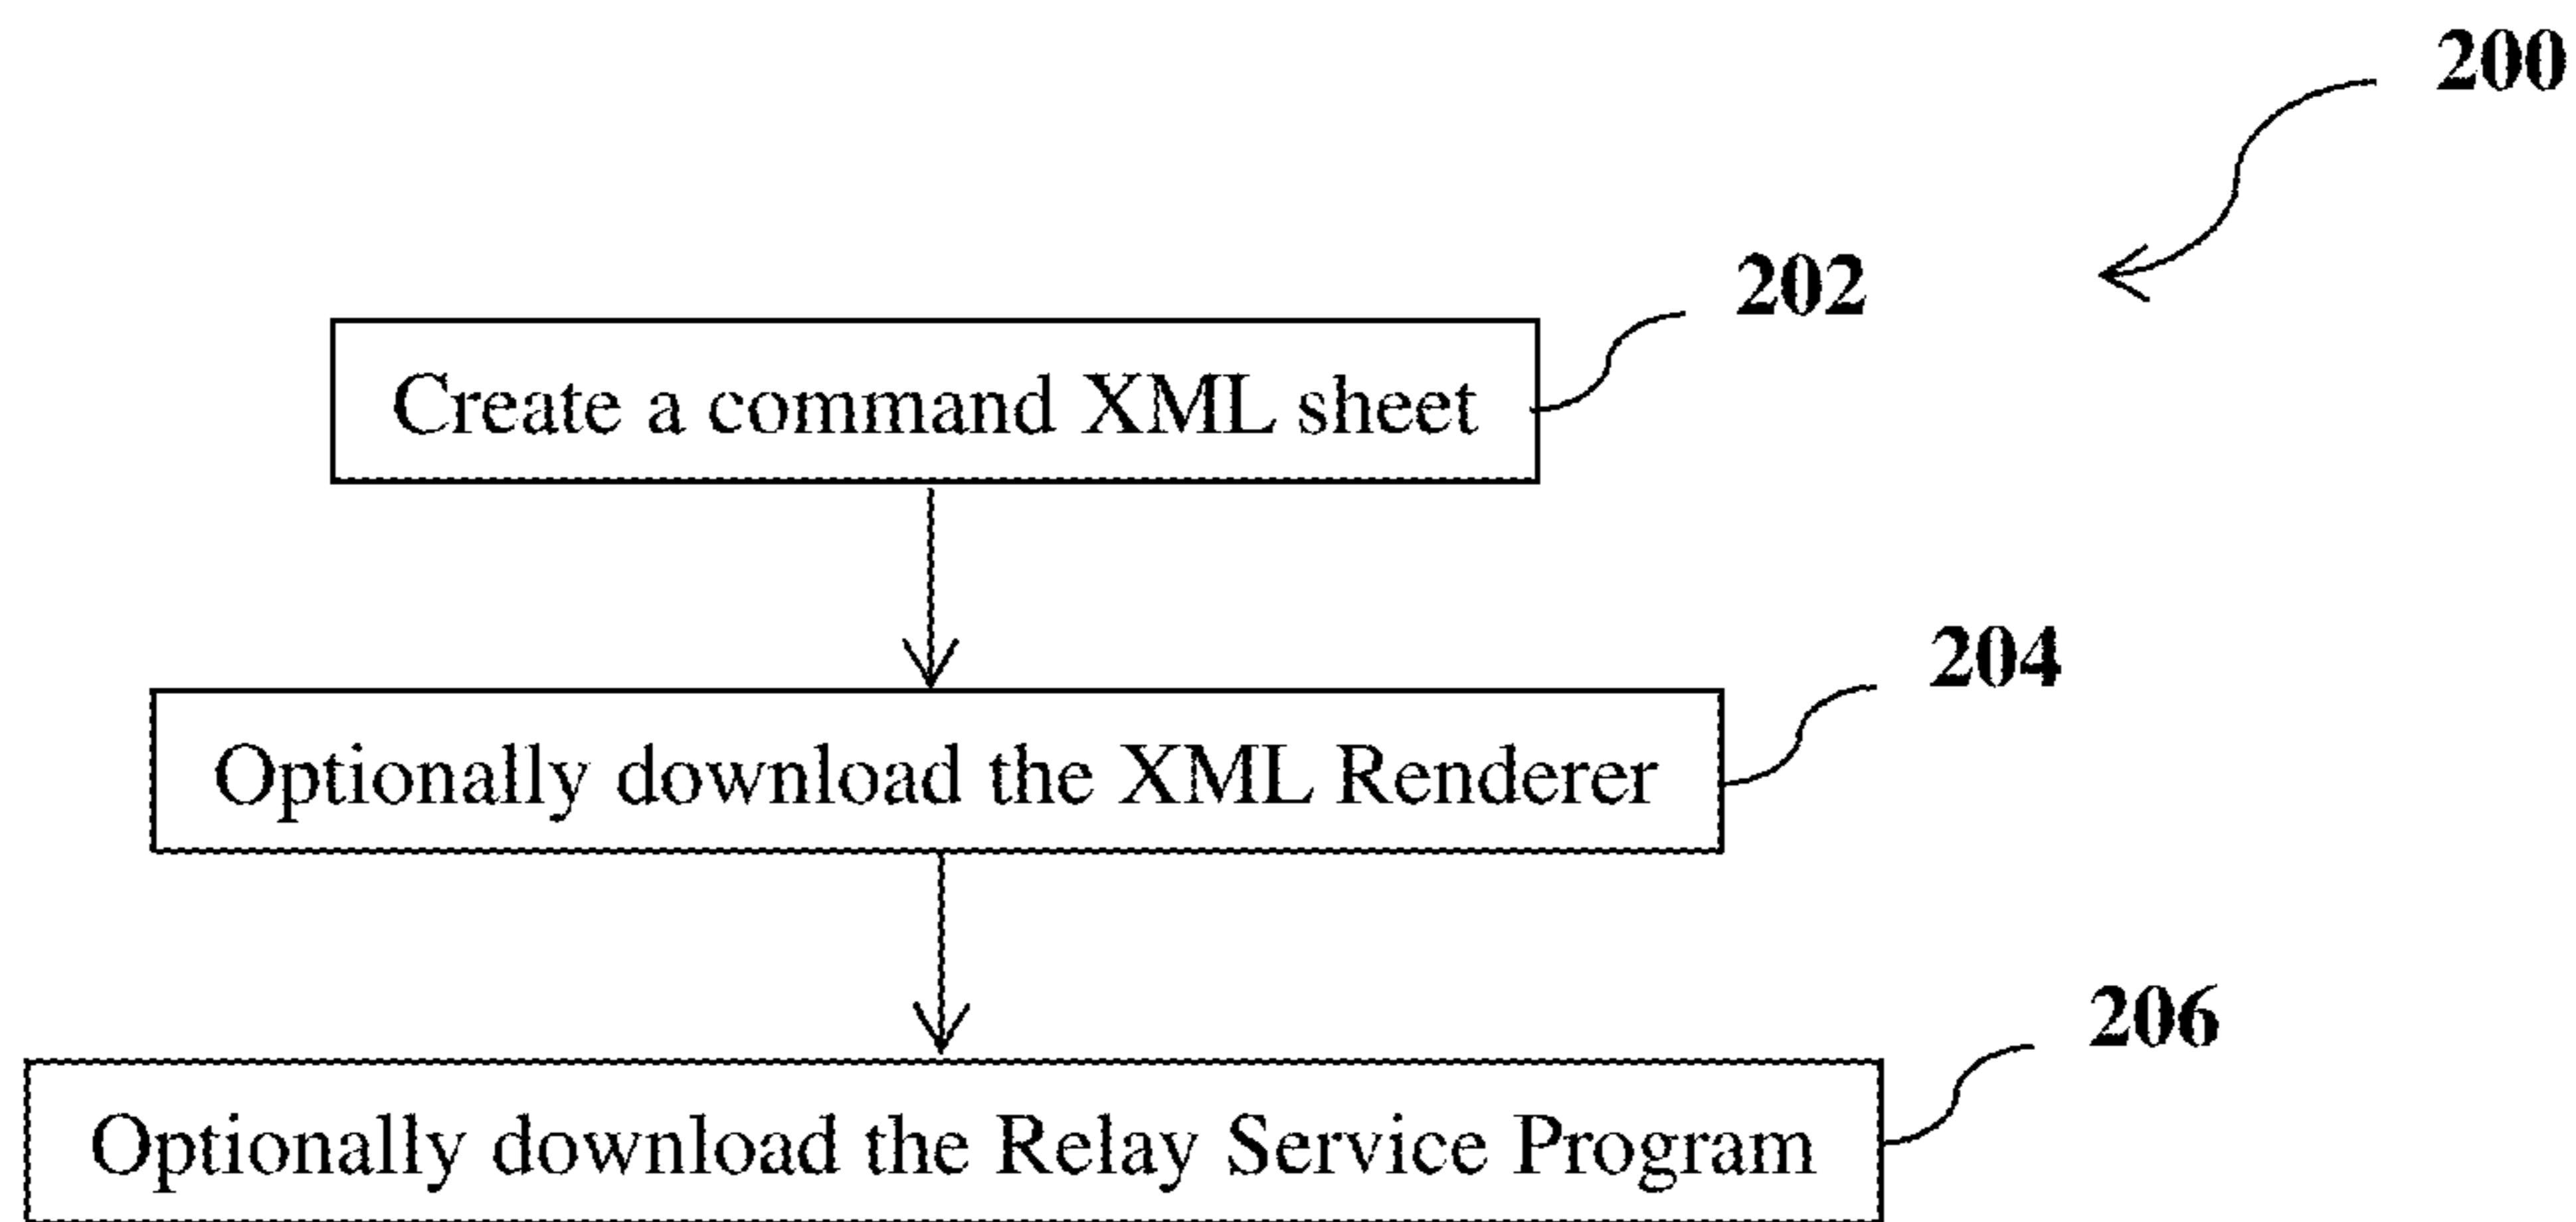 200
202
Create a command XML sheet
204
Optionally download the XML Renderer
206
Optionally download the Relay Service Program